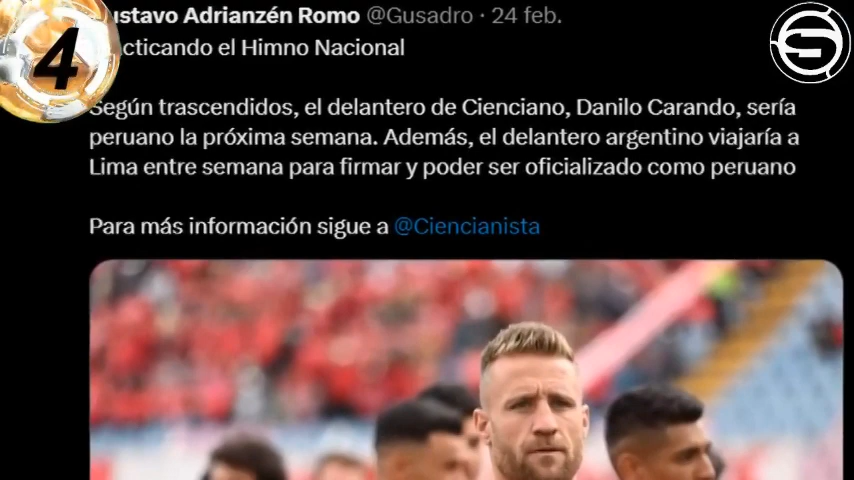 4
ustavo Adrianzén Romo @Gusadro · 24 feb.
cticando el Himno Nacional
Según trascendidos, el delantero de Cienciano, Danilo Carando, sería
peruano la próxima semana. Además, el delantero argentino viajaría a
Lima entre semana para firmar y poder ser oficializado como peruano
Para más información sigue a @Ciencianista
S